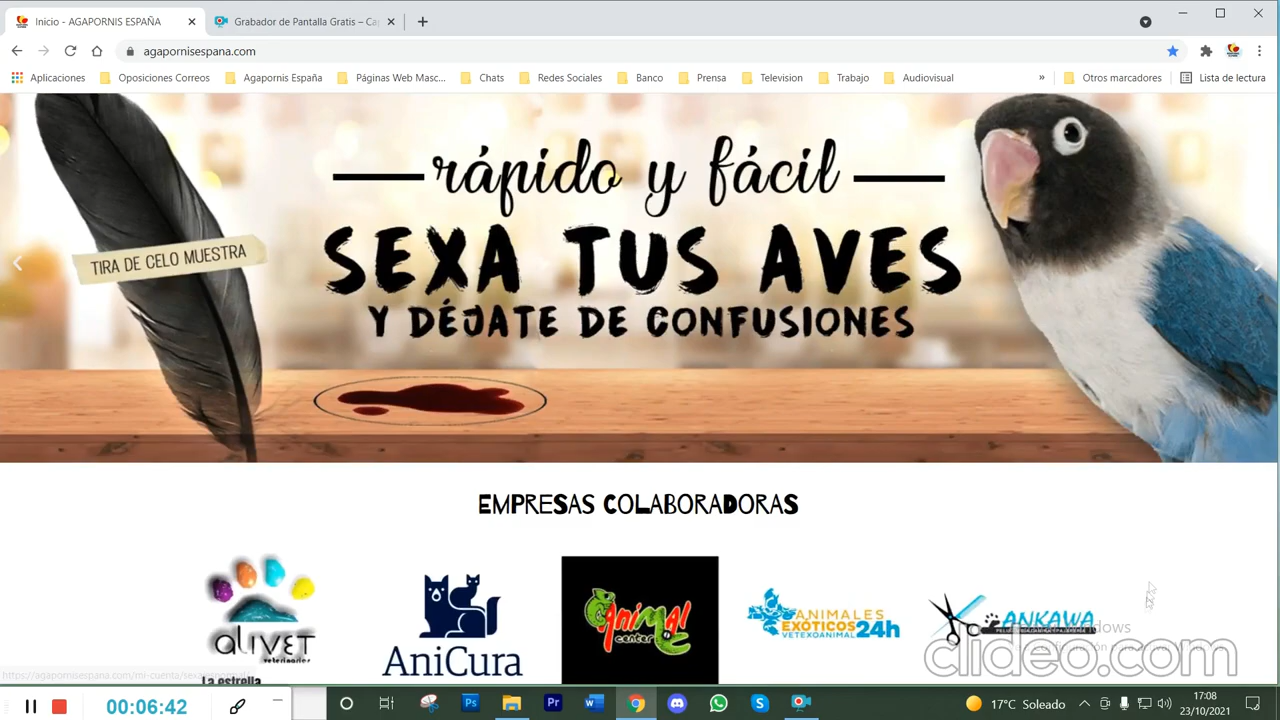 Inicio - AGAPORNIS ESPAÑA
Grabador de Pantalla Gratis – Ca
agapornisespana.com
Aplicaciones
Oposiciones Correos
Agapornis España
Páginas Web Masc...
Chats
Redes Sociales
Banco
Prensa
Television
Trabajo
Audiovisual
»
Otros marcadores
Lista de lectura
rápido y fácil
TIRA DE CELO MUESTRA
SEXA TUS AVES
Y DÉJATE DE CONFUSIONES
EMPRESAS COLABORADORAS
alivet
veterinarios
La estrella
AniCura
Animal
center
ANIMALES
EXÓTICOS
VETEXOANIMAL 24h
ANKAWA
clideo.com
00:06:42
17°C Soleado
17:08
23/10/2021